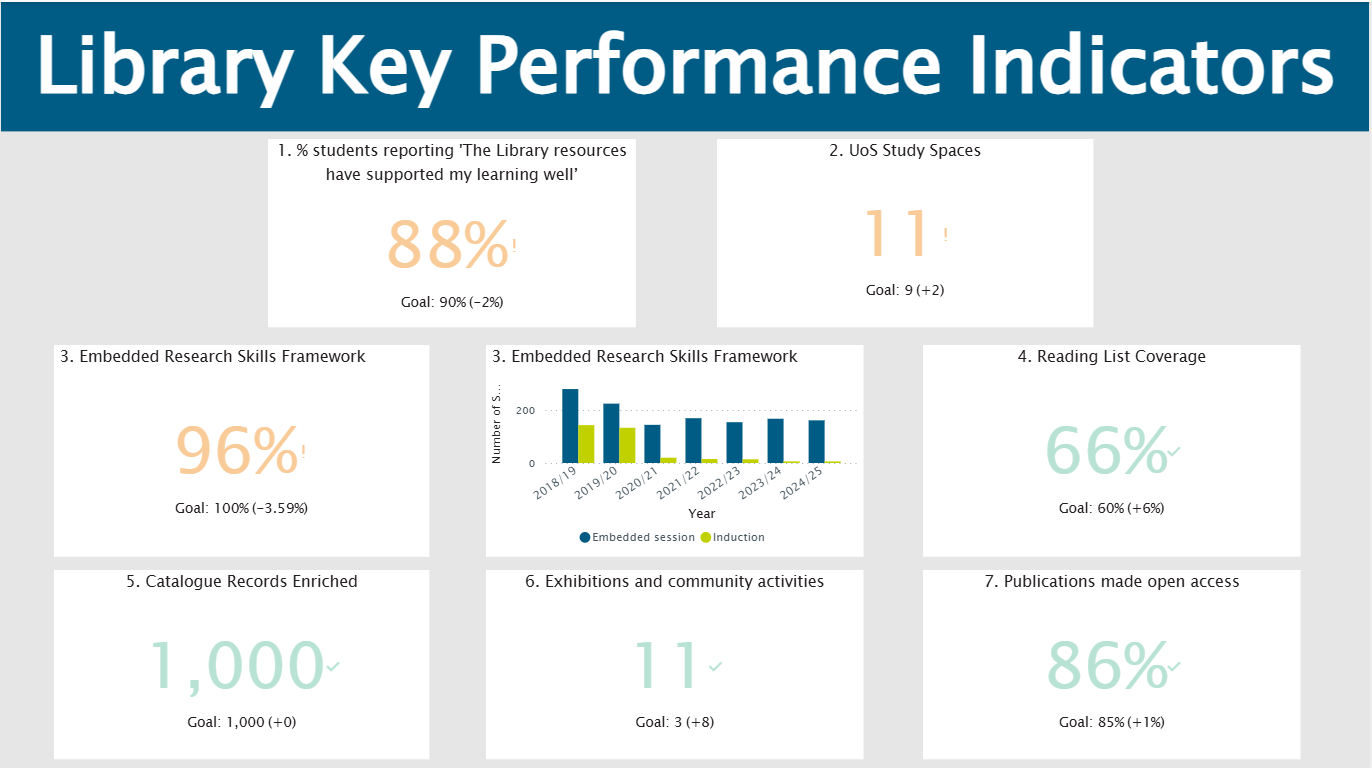 Library Key Performance Indicators
1. % students reporting 'The Library resources
have supported my learning well’
88%!
Goal: 90% (-2%)
2. UoS Study Spaces
11!
Goal: 9 (+2)
3. Embedded Research Skills Framework
96%!
Goal: 100% (-3.59%)
3. Embedded Research Skills Framework
Number of S...
200
0
2018/19
2019/20
2020/21
2021/22
2022/23
2023/24
2024/25
Year
Embedded session
Induction
4. Reading List Coverage
66%
Goal: 60% (+6%)
5. Catalogue Records Enriched
1,000
Goal: 1,000 (+0)
6. Exhibitions and community activities
11
Goal: 3 (+8)
7. Publications made open access
86%
Goal: 85% (+1%)